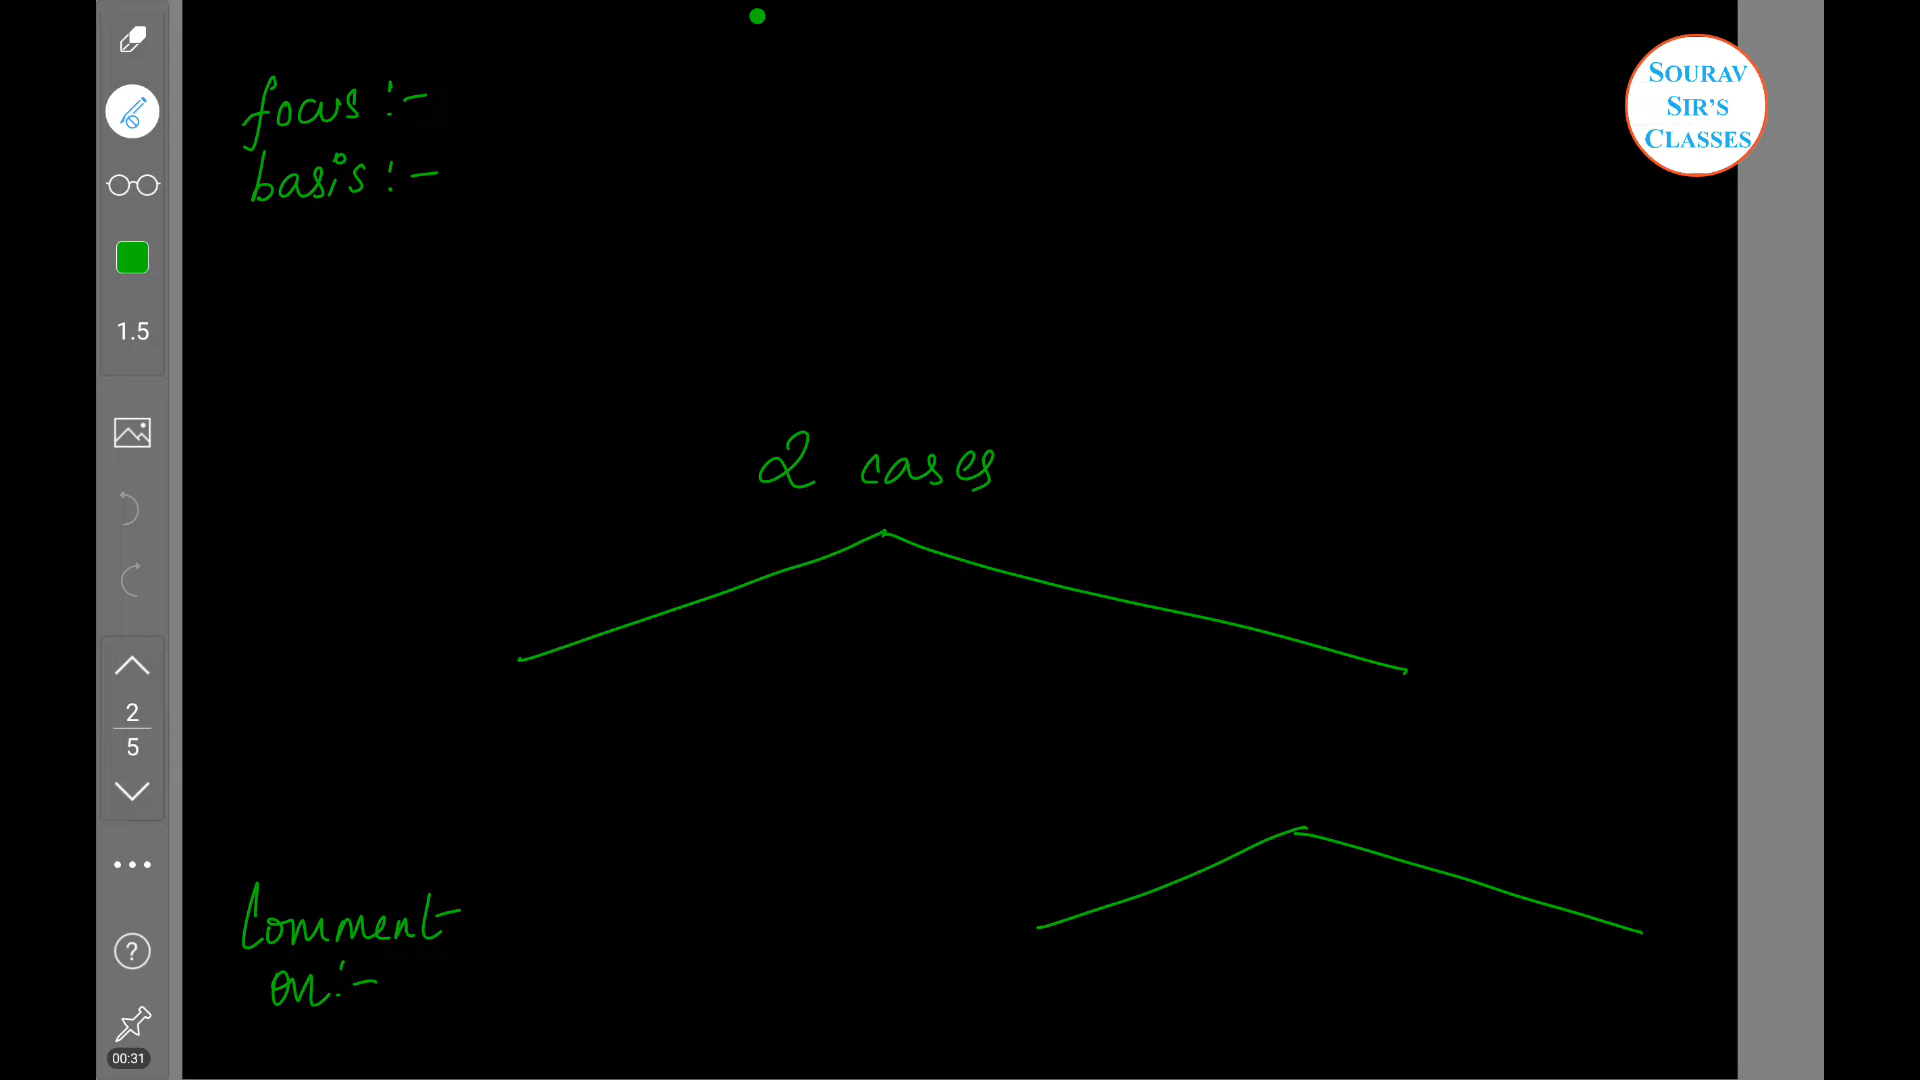 focus :-
basis :-
SOURAV
SIR'S
CLASSES
1.5
2 cases
2
5
Comment
on :-
?
00:31